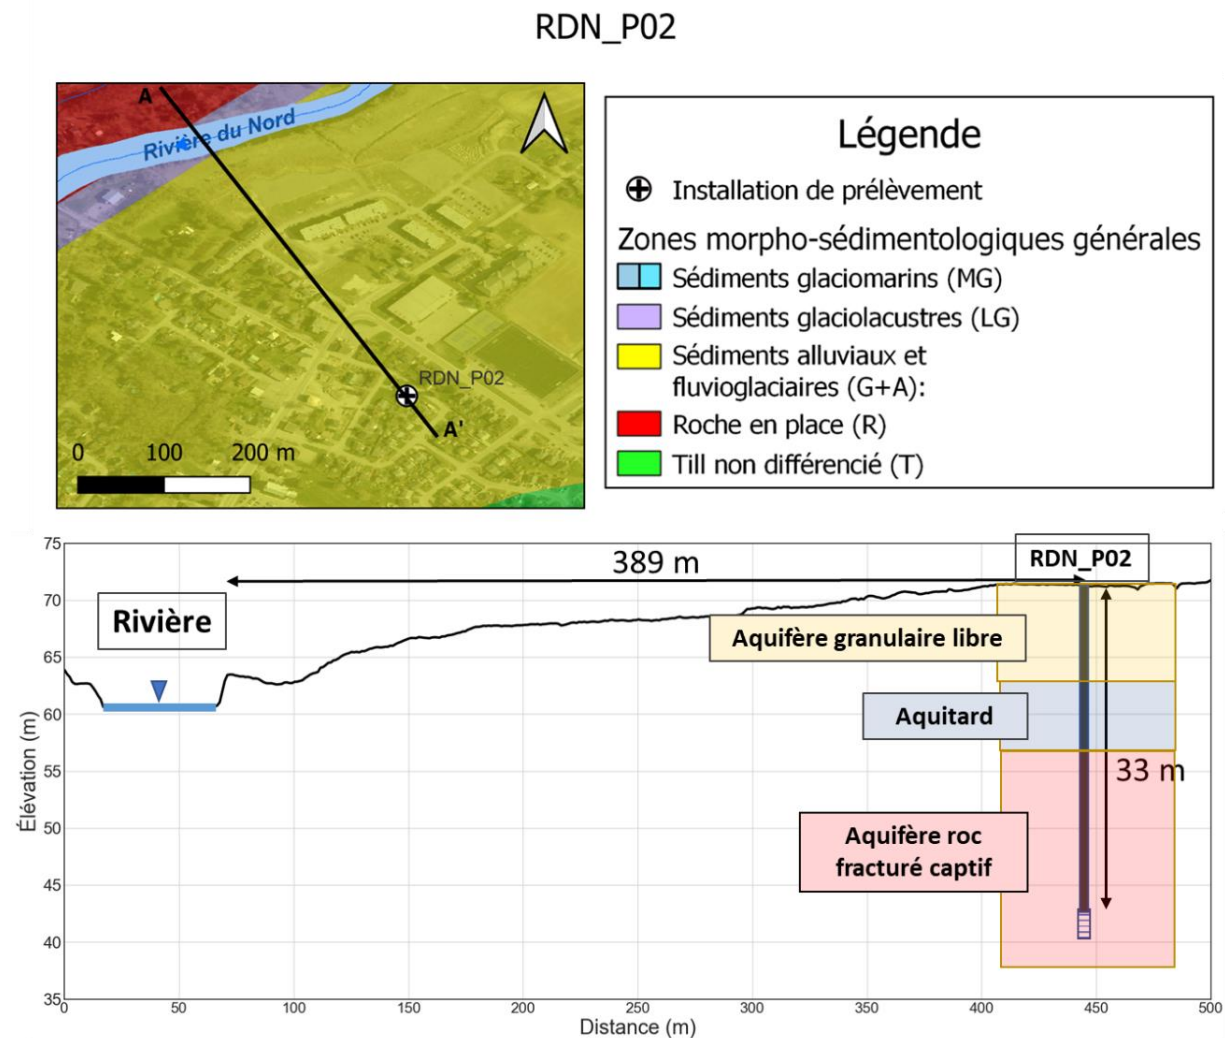 RDN_P02
A
Rivière du Nord
RDN_P02
A'
0 100 200 m
Légende
Installation de prélèvement
Zones morpho-sédimentologiques générales
Sédiments glaciomarins (MG)
Sédiments glaciolacustres (LG)
Sédiments alluviaux et
fluvioglaciaires (G+A):
Roche en place (R)
Till non différencié (T)
75
70
65
60
55
50
45
40
35
Élévation (m)
389 m
RDN_P02
Rivière
Aquifère granulaire libre
Aquitard
33 m
Aquifère roc
fracturé captif
0 50 100 150 200 250 300 350 400 450 500
Distance (m)